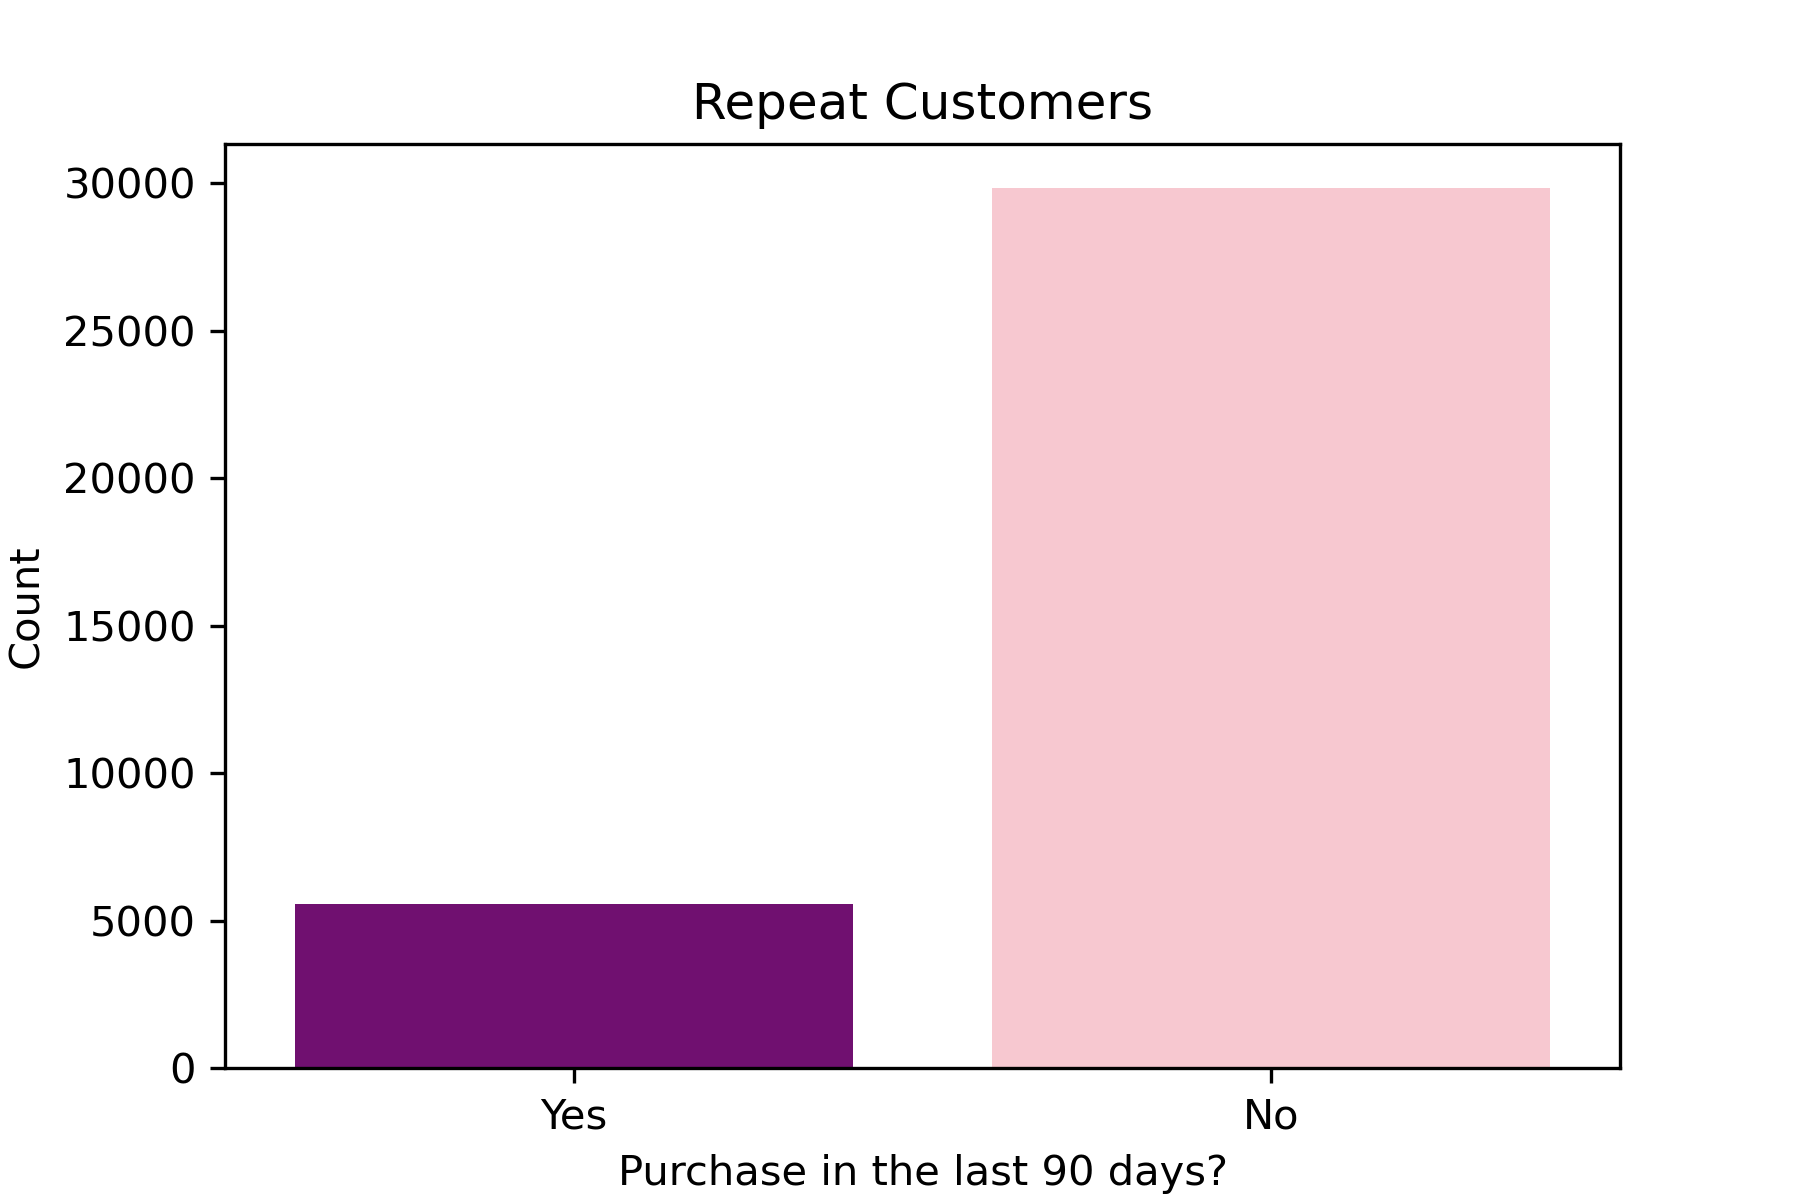 Repeat Customers
30000
25000
20000
15000
10000
5000
0
Count
Yes
No
Purchase in the last 90 days?